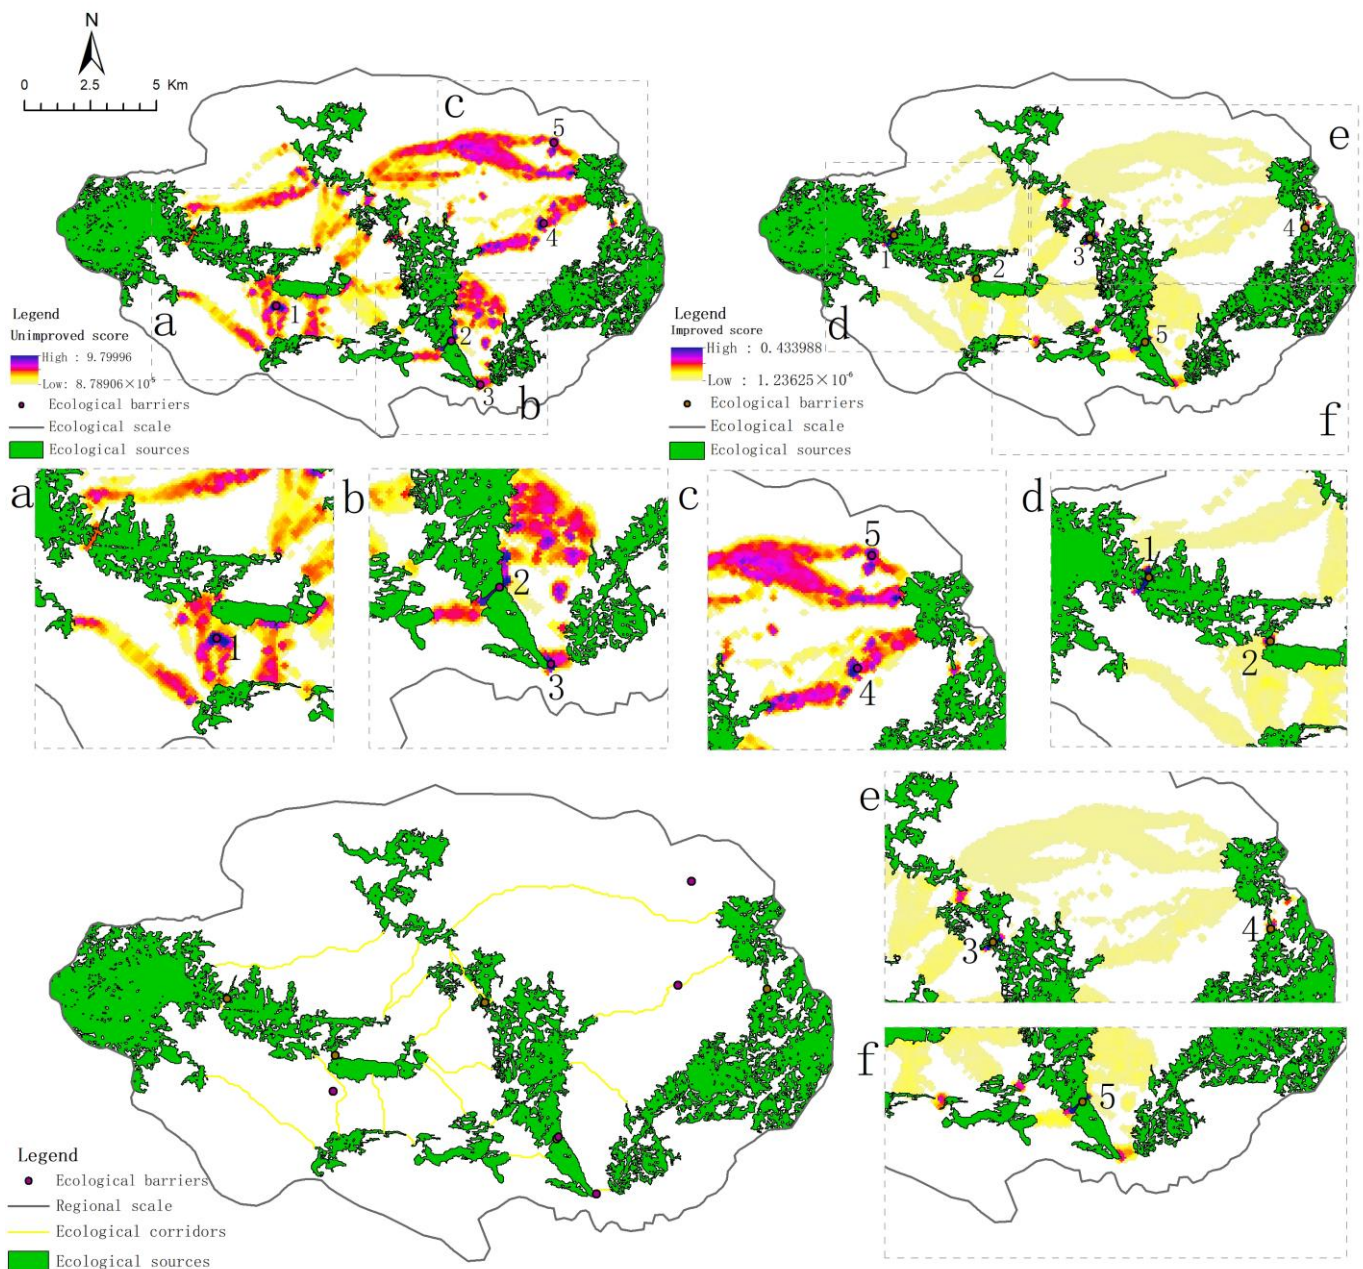 N
0 2.5 5 Km
c
5
4
Legend
Unimproved score
High : 9.79996
Low: 8.78906×10⁻⁵
Ecological barriers
Ecological scale
Ecological sources
a
1
2
3
b
e
4
1
2
3
Legend
Improved score
High : 0.433988
Low : 1.23625×10⁻⁶
Ecological barriers
Ecological scale
Ecological sources
d
5
f
a
1
b
2
3
c
5
4
d
1
2
e
3
4
f
5
Legend
Ecological barriers
Regional scale
Ecological corridors
Ecological sources